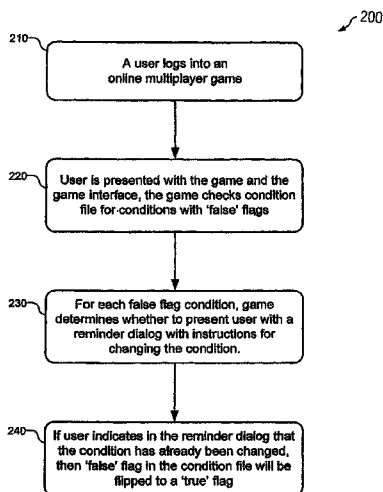 200
210
A user logs into an
online multiplayer game
220
User is presented with the game and the
game interface, the game checks condition
file for conditions with 'false' flags
230
For each false flag condition, game
determines whether to present user with a
reminder dialog with instructions for
changing the condition.
240
If user indicates in the reminder dialog that
the condition has already been changed,
then 'false' flag in the condition file will be
flipped to a 'true' flag